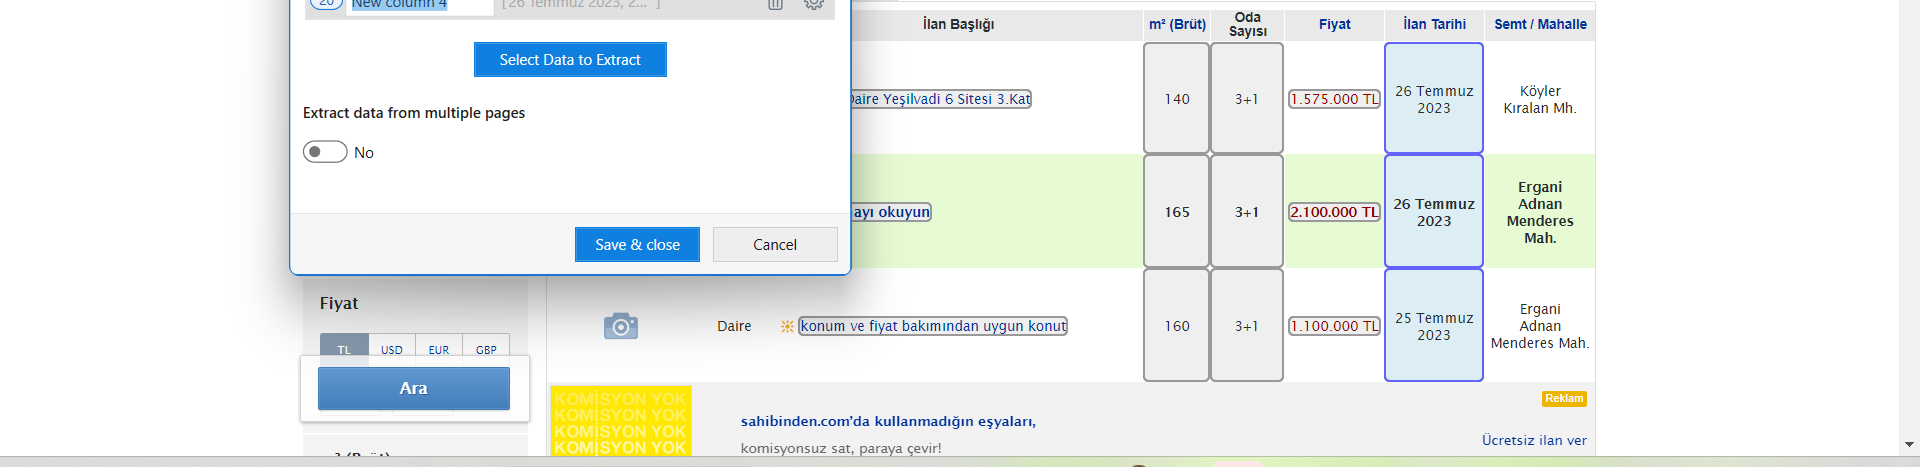 20 New column 4 [26 Temmuz 2023, 2... ]
Select Data to Extract
Extract data from multiple pages
No
Save & close Cancel
İlan Başlığı m² (Brüt) Oda Sayısı Fiyat İlan Tarihi Semt / Mahalle
Daire Yeşilvadi 6 Sitesi 3.Kat 140 3+1 1.575.000 TL 26 Temmuz 2023 Köyler
Kıralan Mh.
ayı okuyun 165 3+1 2.100.000 TL 26 Temmuz 2023 Ergani
Adnan
Menderes
Mah.
Daire konum ve fiyat bakımından uygun konut 160 3+1 1.100.000 TL 25 Temmuz 2023 Ergani
Adnan
Menderes Mah.
Fiyat
TL USD EUR GBP
Ara
m² (Brüt)
KOMİSYON YOK
KOMİSYON YOK
KOMİSYON YOK
KOMİSYON YOK
sahibinden.com'da kullanmadığın eşyaları,
komisyonsuz sat, paraya çevir!
Reklam
Ücretsiz ilan ver